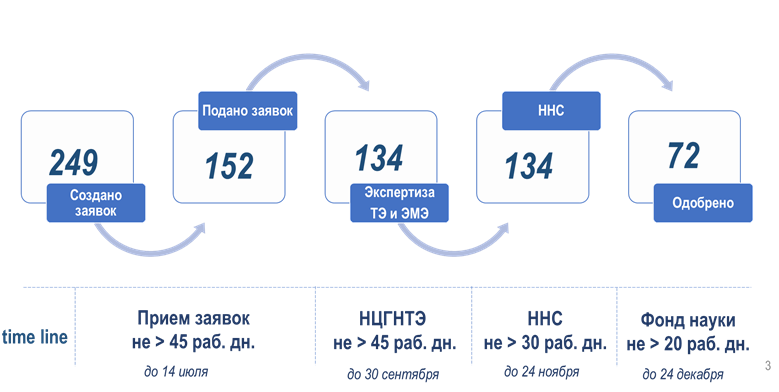 249
Создано
заявок
Подано заявок
152
134
Экспертиза
ТЭ и ЭМЭ
ННС
134
72
Одобрено
time line
Прием заявок
не > 45 раб. дн.
до 14 июля
НЦГНТЭ
не > 45 раб. дн.
до 30 сентября
ННС
не > 30 раб. дн.
до 24 ноября
Фонд науки
не > 20 раб. дн.
до 24 декабря
3